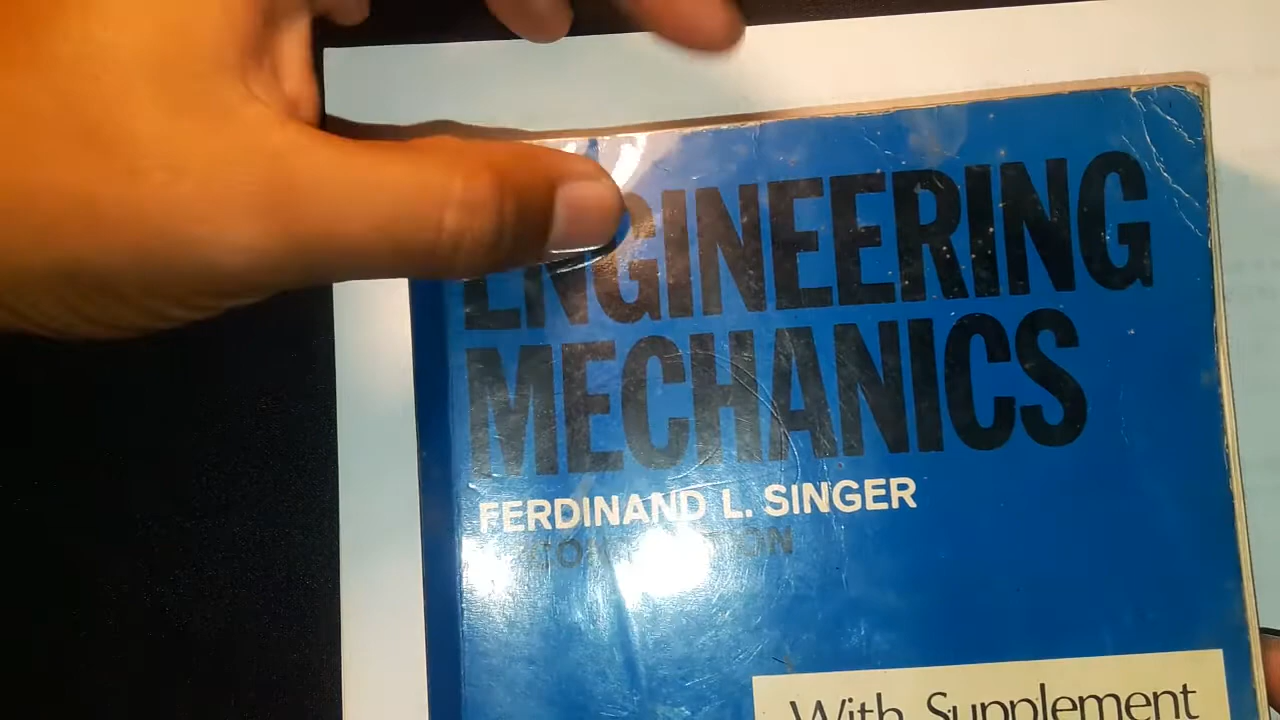 ENGINEERING
MECHANICS
FERDINAND L. SINGER
With Supplement